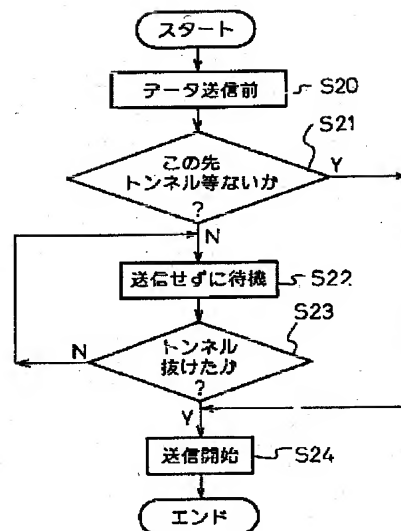 スタート
データ送信前
S20
S21
この先
トンネル等ないか
?
Y
N
送信せずに待機
S22
S23
トンネル
抜けたか
?
N
Y
送信開始
S24
エンド